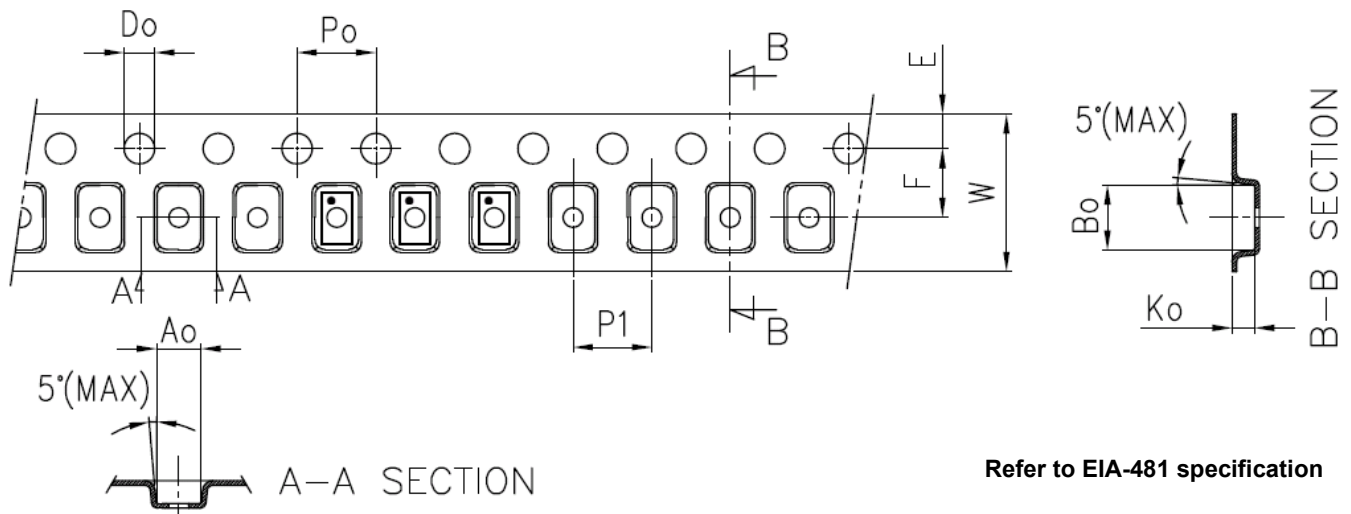 Do
Po
B
E
5°(MAX)
F
W
Bo
B-B SECTION
A
A
Ko
P1
B
Ao
5°(MAX)
A-A SECTION
Refer to EIA-481 specification